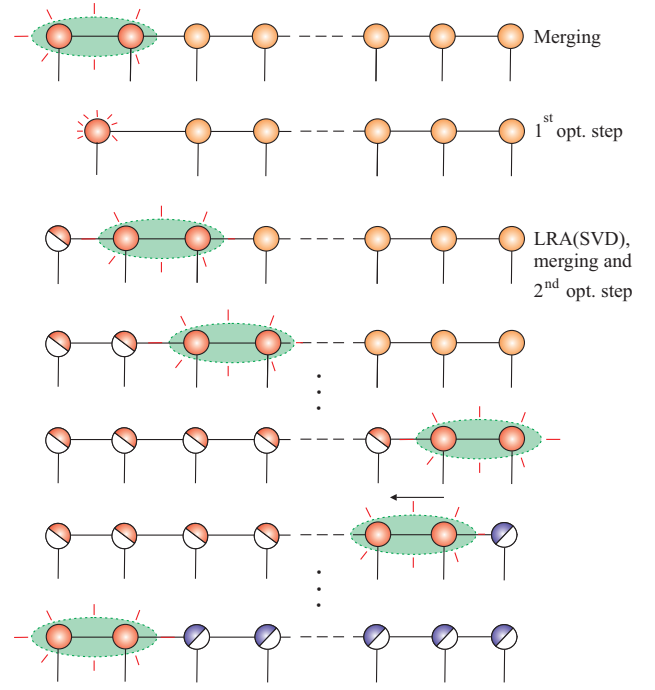 Merging
1st opt. step
LRA(SVD),
merging and
2nd opt. step